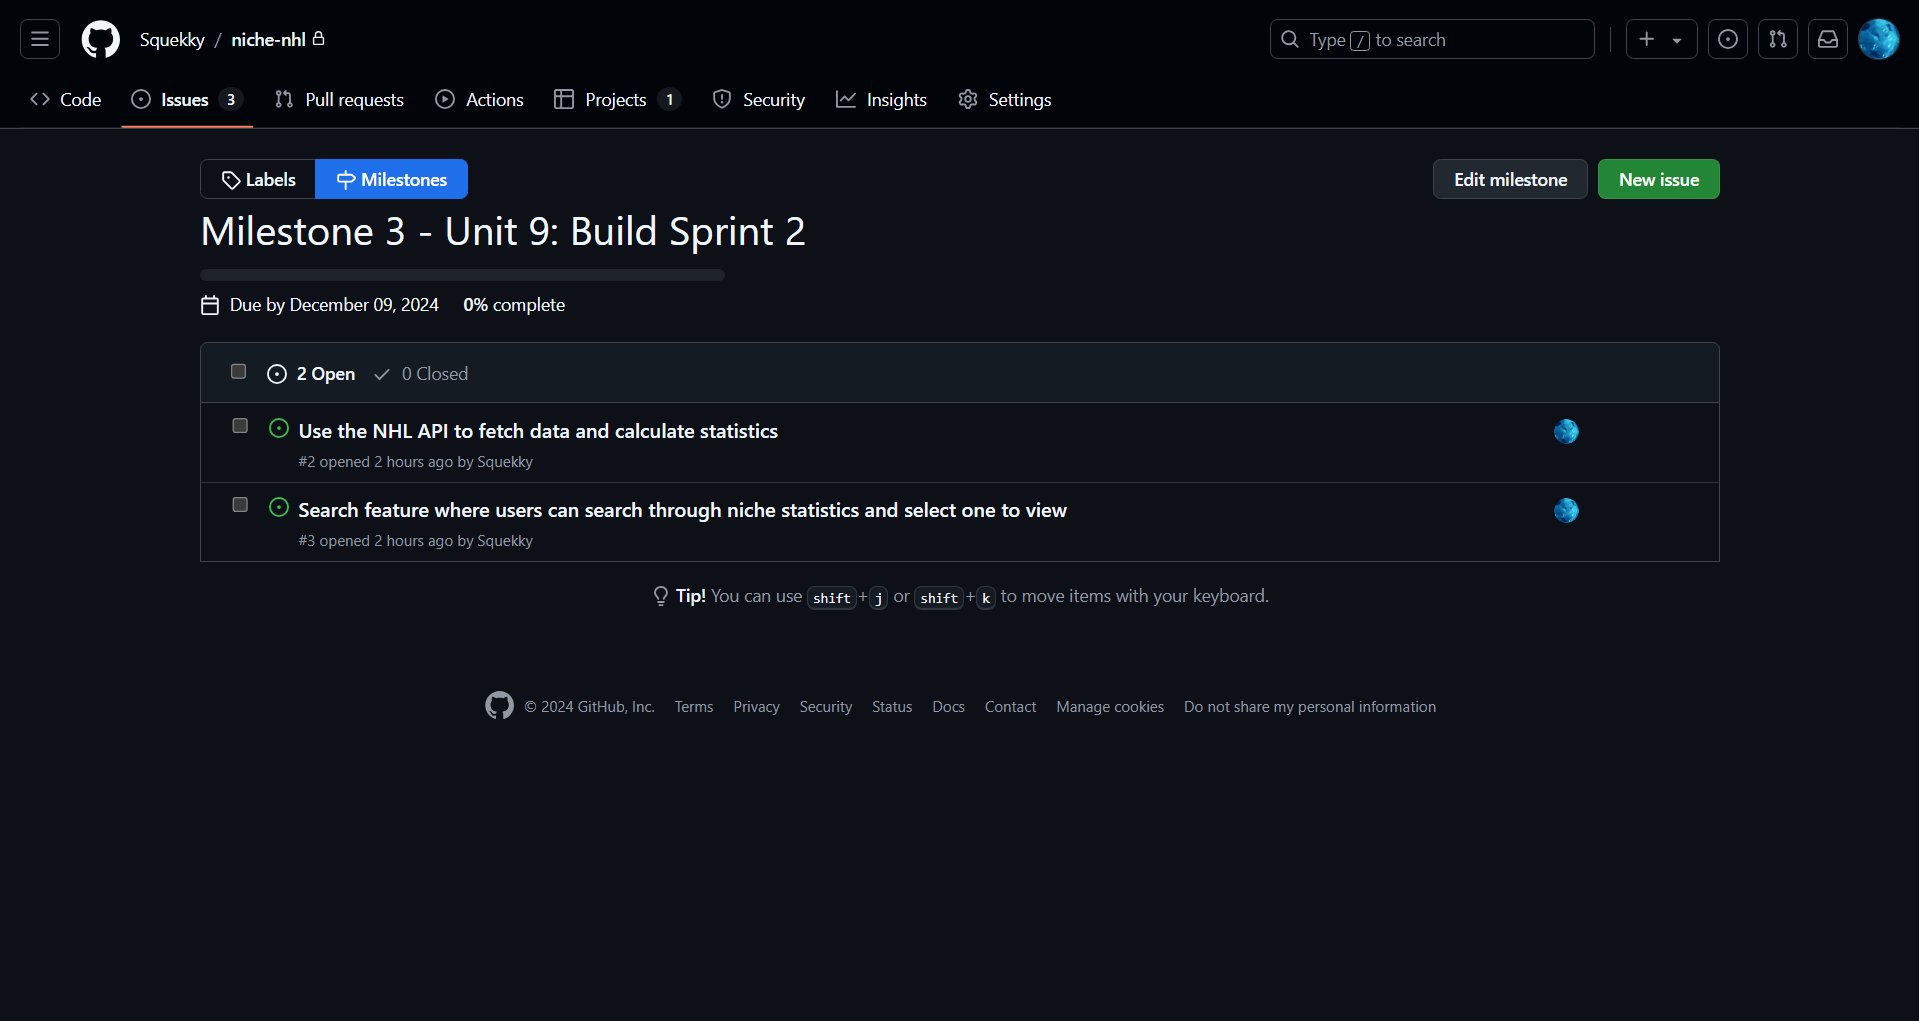 Squekky / niche-nhl
Type / to search
Code Issues 3 Pull requests Actions Projects 1 Security Insights Settings
Labels Milestones
Edit milestone New issue
Milestone 3 - Unit 9: Build Sprint 2
Due by December 09, 2024 0% complete
2 Open 0 Closed
Use the NHL API to fetch data and calculate statistics
#2 opened 2 hours ago by Squekky
Search feature where users can search through niche statistics and select one to view
#3 opened 2 hours ago by Squekky
Tip! You can use shift+j or shift+k to move items with your keyboard.
© 2024 GitHub, Inc. Terms Privacy Security Status Docs Contact Manage cookies Do not share my personal information